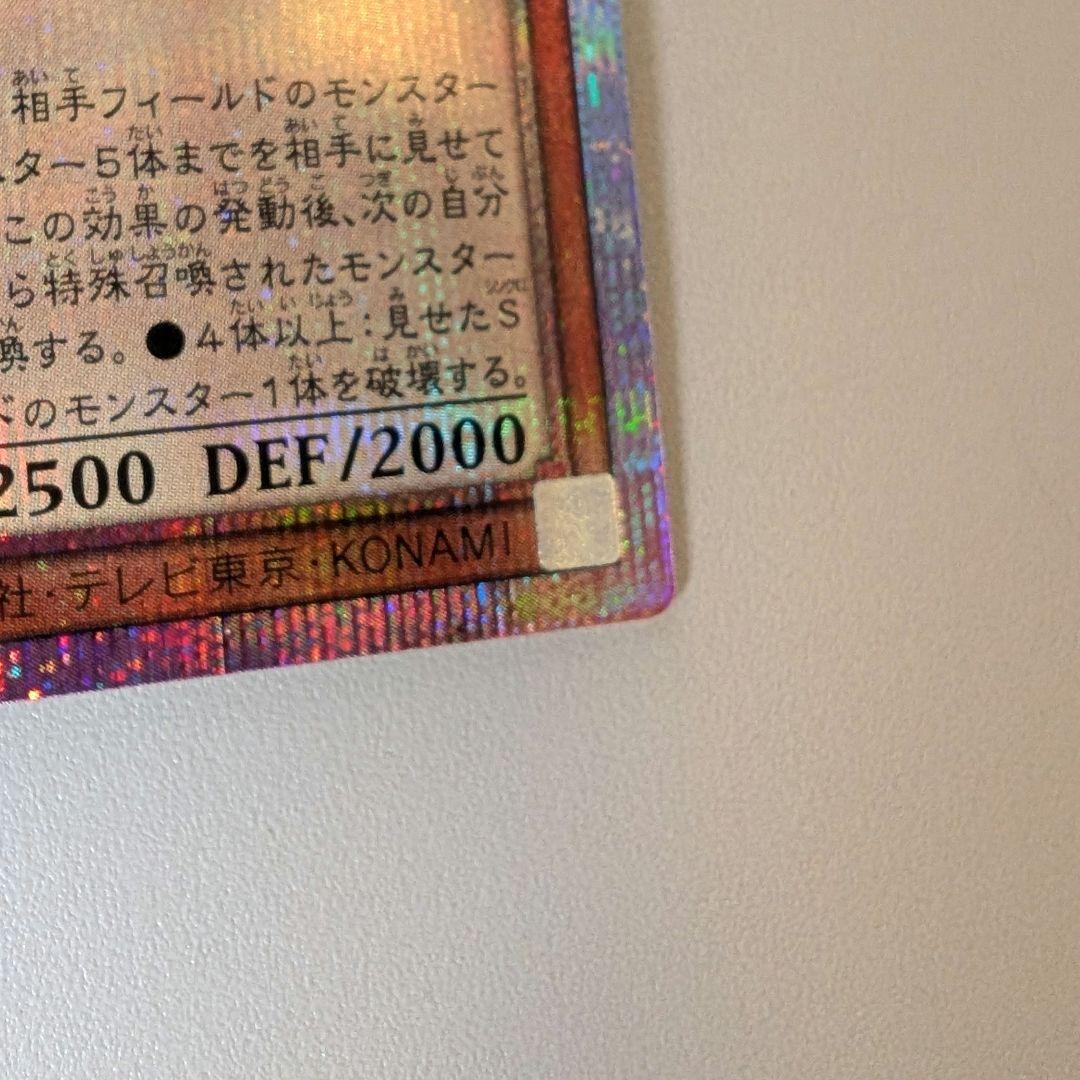 相手フィールドのモンスター
スター5体までを相手に見せて
この効果の発動後、次の自分
ら特殊召喚されたモンスター
喚する。●4体以上:見せたS
ドのモンスター1体を破壊する。
2500 DEF/2000
社・テレビ東京・KONAMI